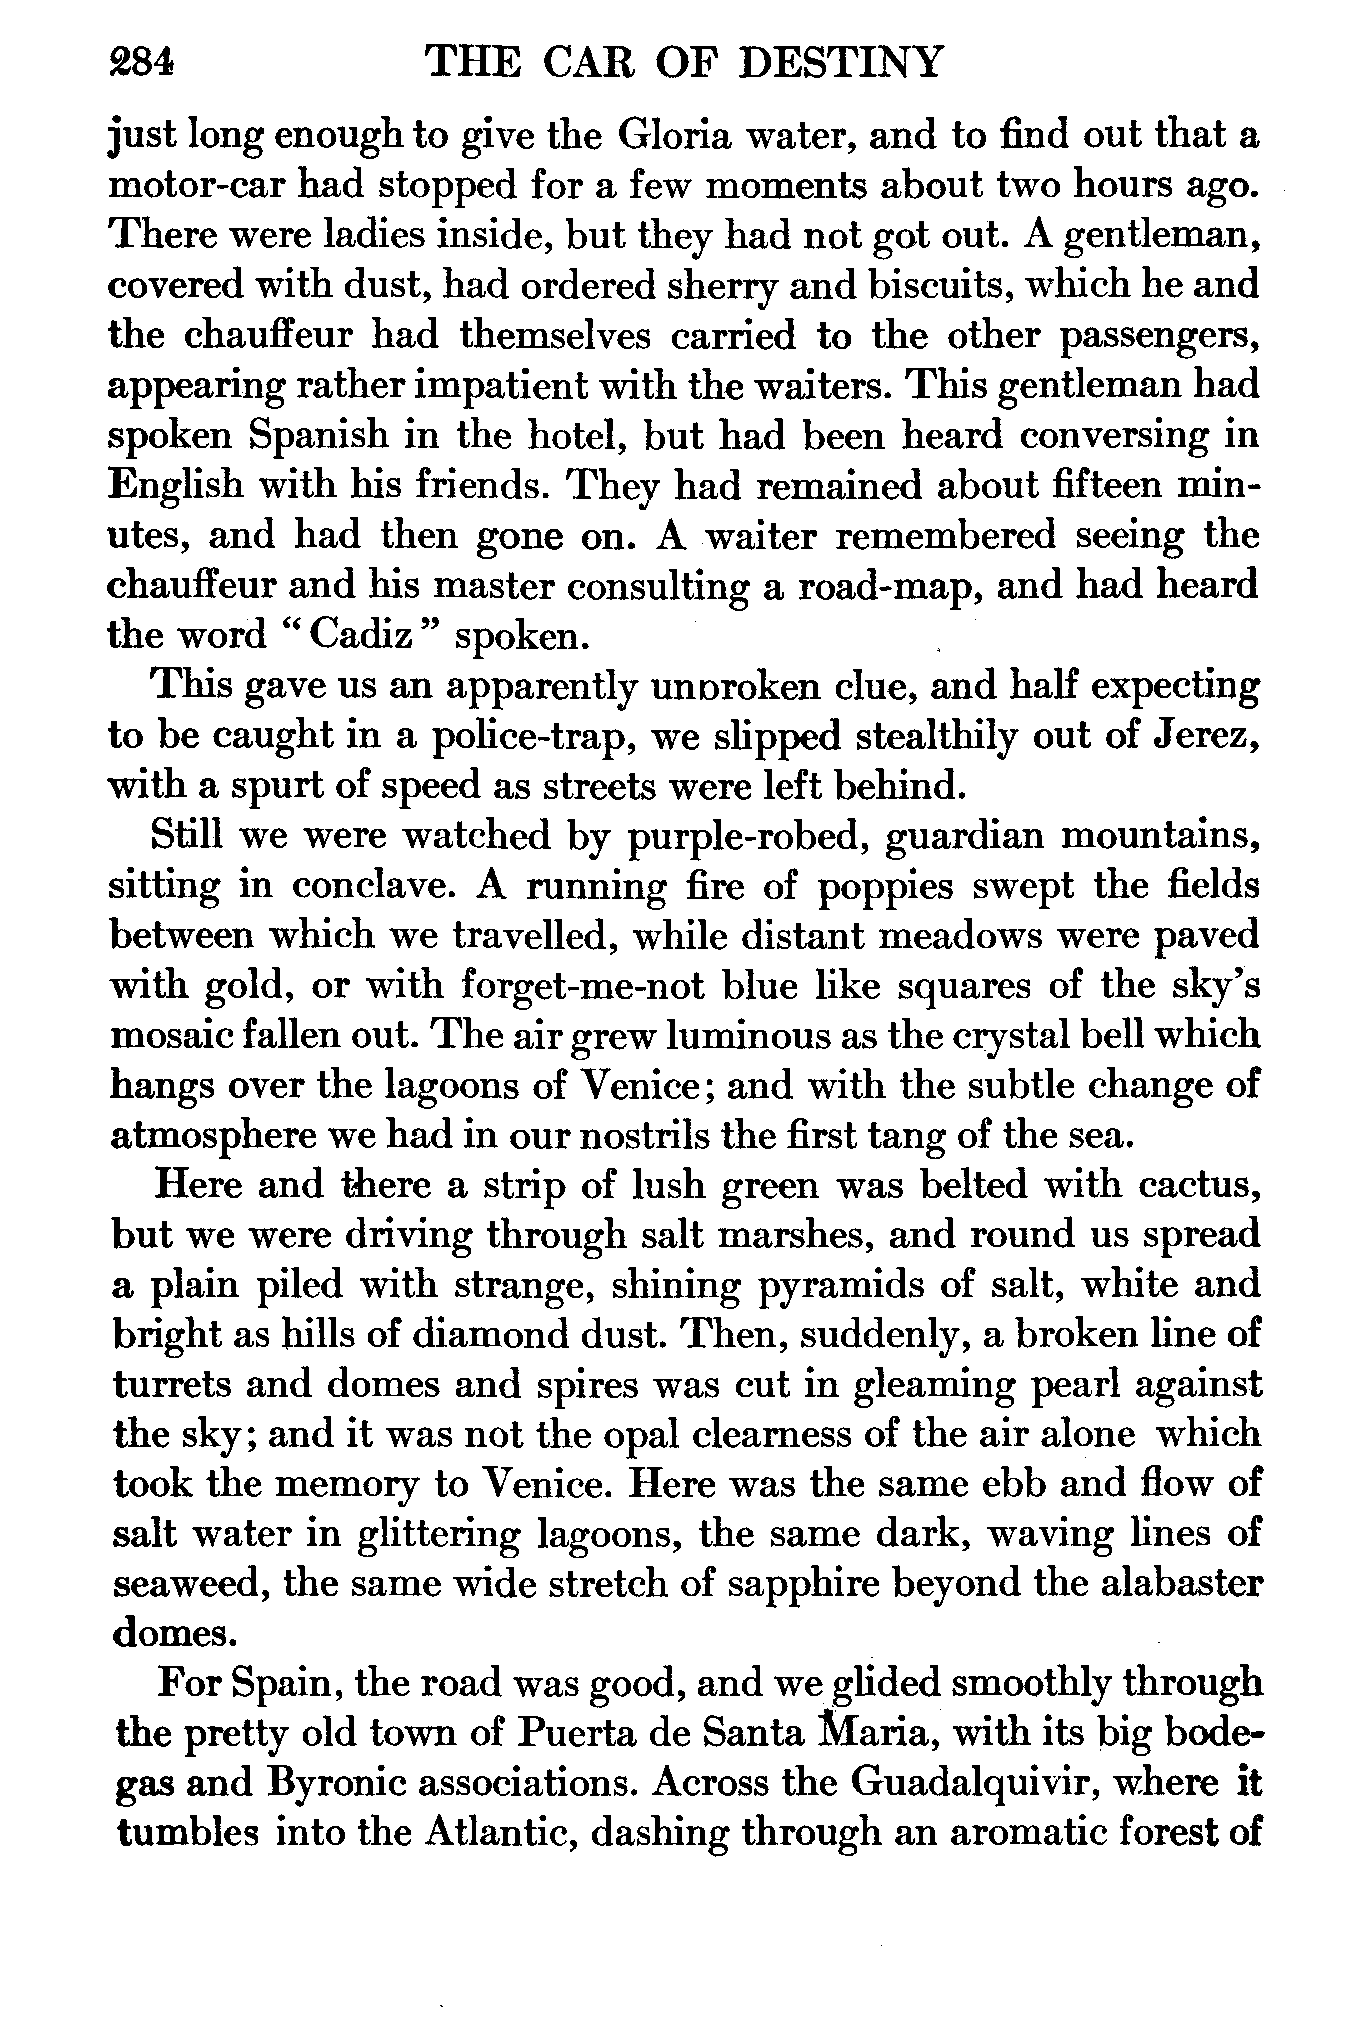 284 THE CAR OF DESTINY
just long enough to give the Gloria water, and to find out that a
motor-car had stopped for a few moments about two hours ago.
There were ladies inside, but they had not got out. A gentleman,
covered with dust, had ordered sherry and biscuits, which he and
the chauffeur had themselves carried to the other passengers,
appearing rather impatient with the waiters. This gentleman had
spoken Spanish in the hotel, but had been heard conversing in
English with his friends. They had remained about fifteen min-
utes, and had then gone on. A waiter remembered seeing the
chauffeur and his master consulting a road-map, and had heard
the word “Cadiz” spoken.
This gave us an apparently unbroken clue, and half expecting
to be caught in a police-trap, we slipped stealthily out of Jerez,
with a spurt of speed as streets were left behind.
Still we were watched by purple-robed, guardian mountains,
sitting in conclave. A running fire of poppies swept the fields
between which we travelled, while distant meadows were paved
with gold, or with forget-me-not blue like squares of the sky’s
mosaic fallen out. The air grew luminous as the crystal bell which
hangs over the lagoons of Venice; and with the subtle change of
atmosphere we had in our nostrils the first tang of the sea.
Here and there a strip of lush green was belted with cactus,
but we were driving through salt marshes, and round us spread
a plain piled with strange, shining pyramids of salt, white and
bright as hills of diamond dust. Then, suddenly, a broken line of
turrets and domes and spires was cut in gleaming pearl against
the sky; and it was not the opal clearness of the air alone which
took the memory to Venice. Here was the same ebb and flow of
salt water in glittering lagoons, the same dark, waving lines of
seaweed, the same wide stretch of sapphire beyond the alabaster
domes.
For Spain, the road was good, and we glided smoothly through
the pretty old town of Puerta de Santa Maria, with its big bode-
gas and Byronic associations. Across the Guadalquivir, where it
tumbles into the Atlantic, dashing through an aromatic forest of